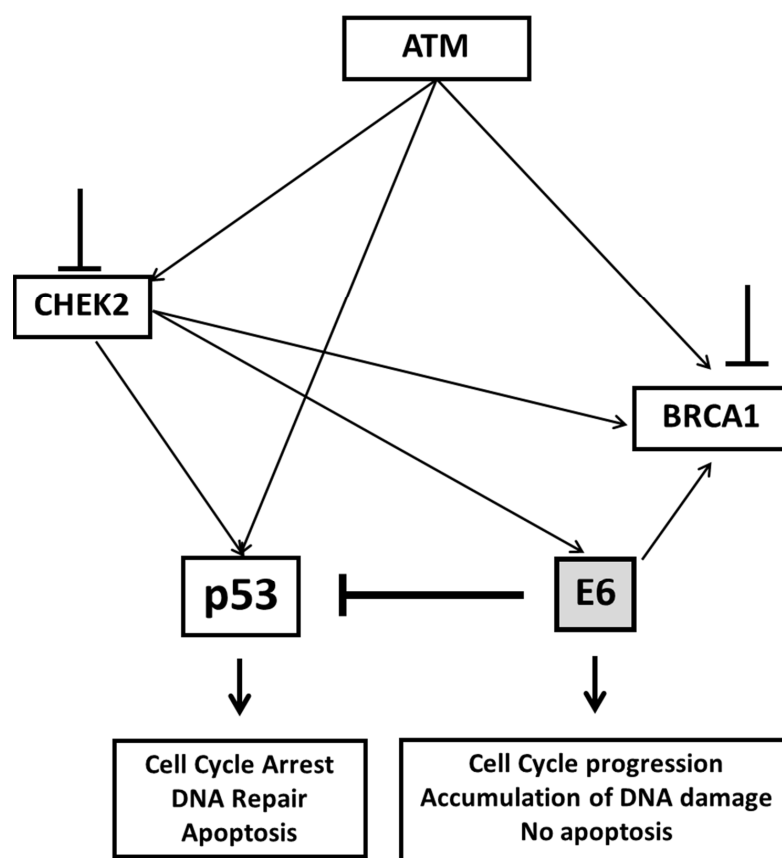 ATM
CHEK2
BRCA1
p53
E6
Cell Cycle Arrest
DNA Repair
Apoptosis
Cell Cycle progression
Accumulation of DNA damage
No apoptosis